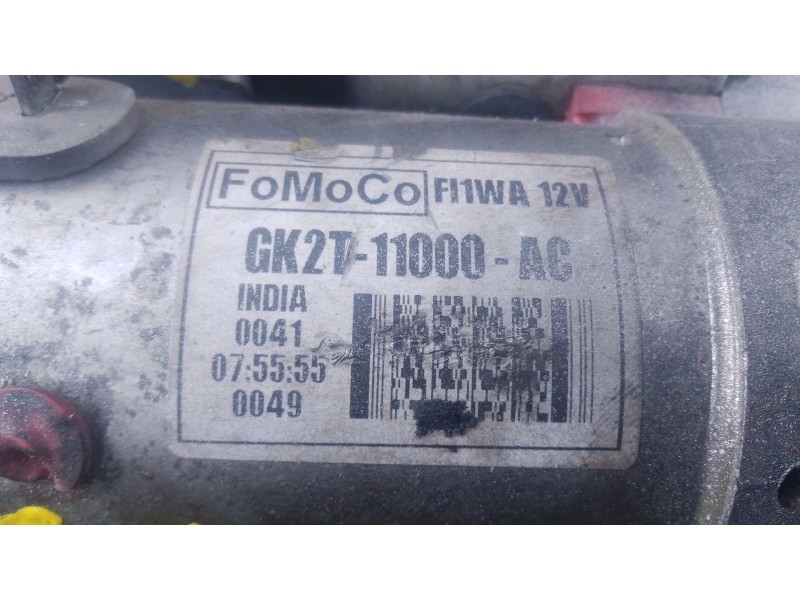 FoMoCo FI1WA 12V
GK2T-11000-AC
INDIA
0041
07:55:55
0049